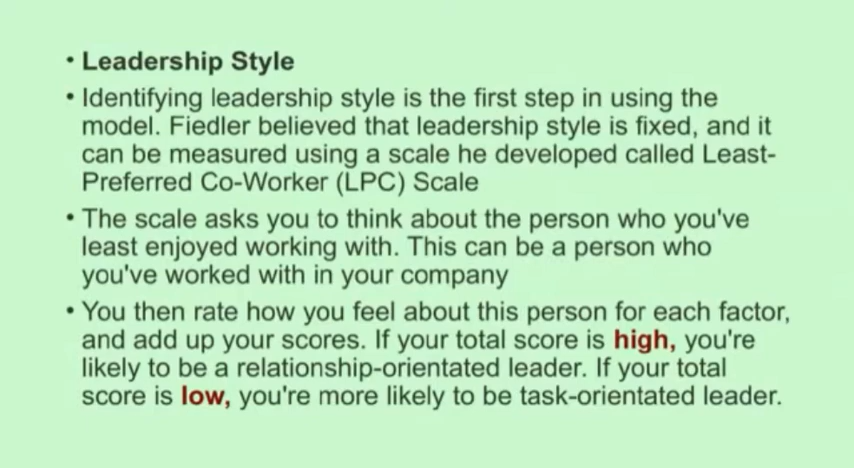 • Leadership Style
• Identifying leadership style is the first step in using the
model. Fiedler believed that leadership style is fixed, and it
can be measured using a scale he developed called Least-
Preferred Co-Worker (LPC) Scale
• The scale asks you to think about the person who you've
least enjoyed working with. This can be a person who
you've worked with in your company
• You then rate how you feel about this person for each factor,
and add up your scores. If your total score is high, you're
likely to be a relationship-orientated leader. If your total
score is low, you're more likely to be task-orientated leader.